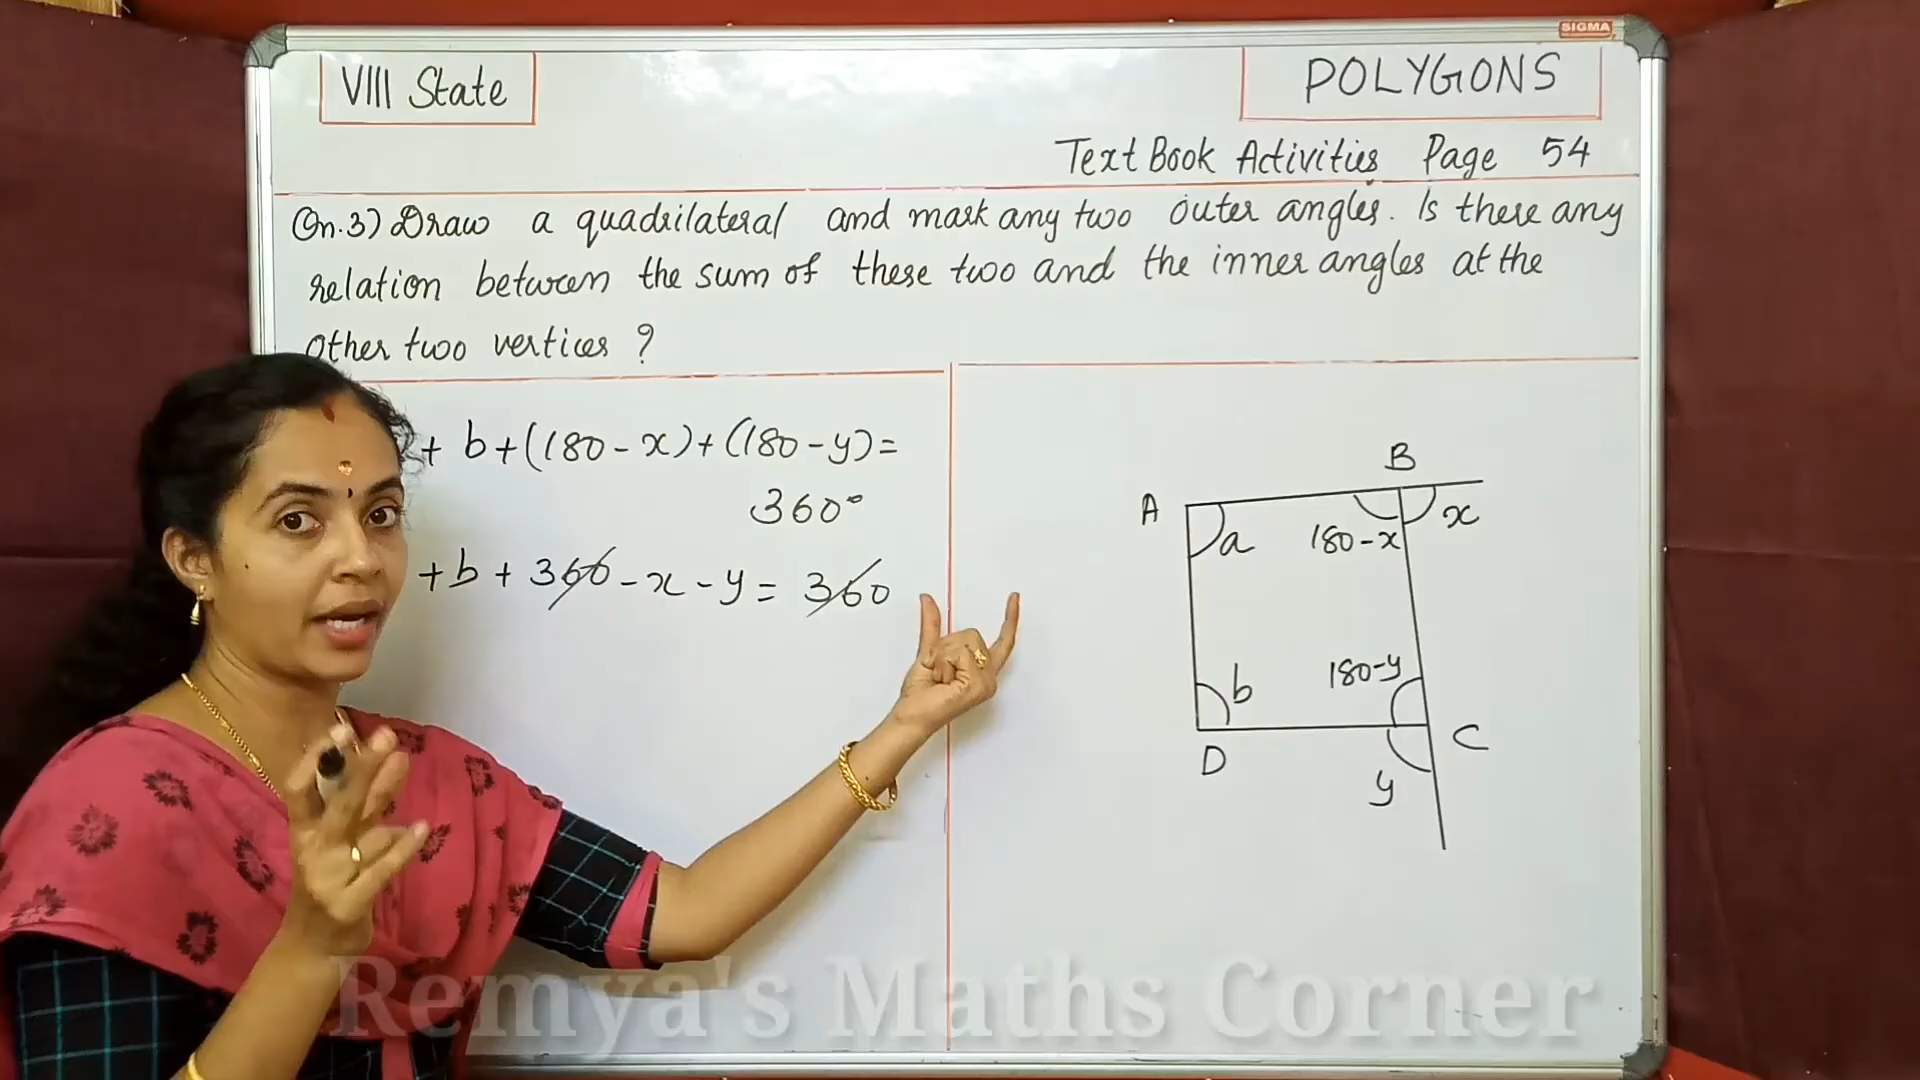 SIGMA
VIII State
POLYGONS
Text Book Activities Page 54
Qn.3) Draw a quadrilateral and mark any two outer angles. Is there any
relation between the sum of these two and the inner angles at the
other two vertices ?
+ b + (180 - x) + (180 - y) =
360°
+ b + 360 - x - y = 360
B
A
a
180 - x
x
b
180 - y
D
C
y
Remya's Maths Corner